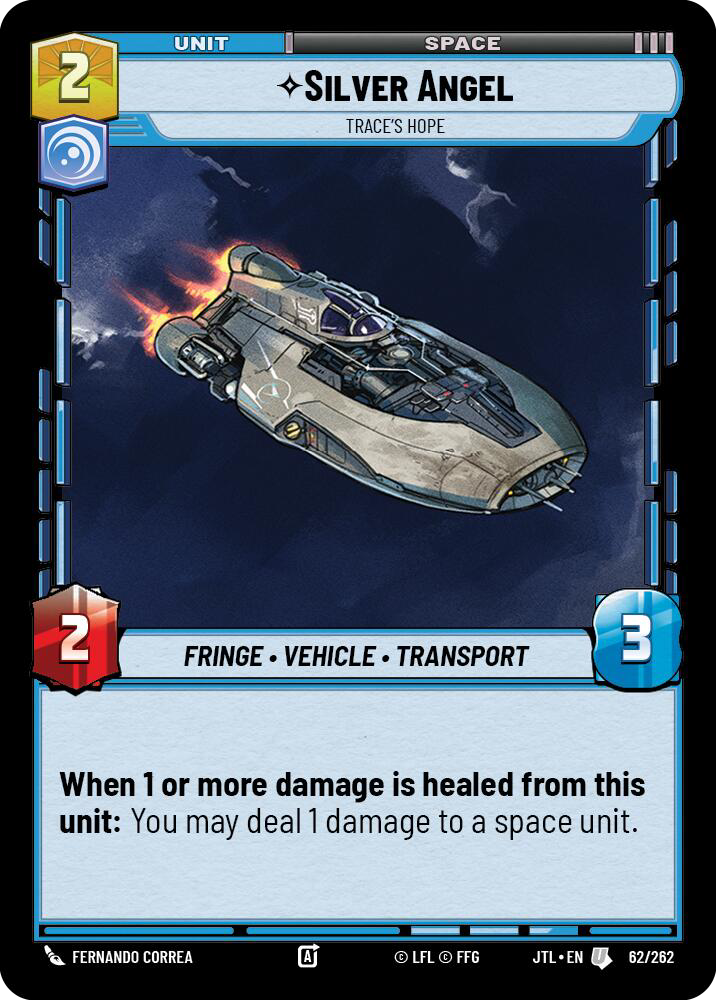 UNIT
SPACE
2
SILVER ANGEL
TRACE'S HOPE
2
FRINGE • VEHICLE • TRANSPORT
3
When 1 or more damage is healed from this
unit: You may deal 1 damage to a space unit.
FERNANDO CORREA
A
© LFL © FFG
JTL • EN
U
62/262